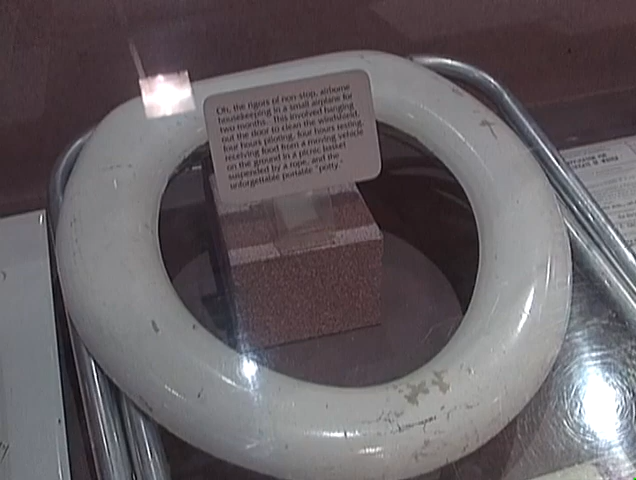 Oh, the rigors of non-stop, airborne
housekeeping in a small airplane for
two months. This involved hanging
out the door to clean the windshield,
four hours piloting, four hours resting,
receiving food from a moving vehicle
on the ground in a picnic basket
suspended by a rope, and the
unforgettable portable "potty."